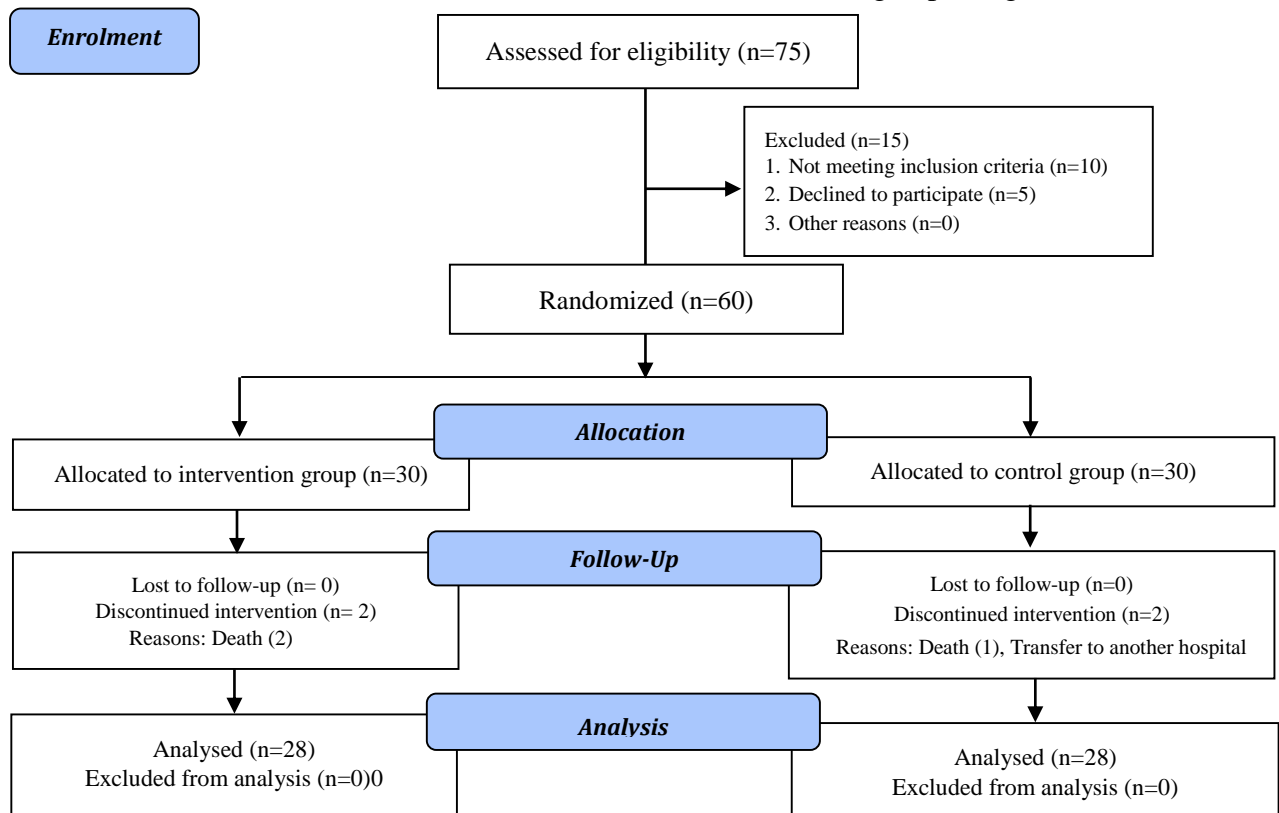 Enrolment
Assessed for eligibility (n=75)
Excluded (n=15)
1. Not meeting inclusion criteria (n=10)
2. Declined to participate (n=5)
3. Other reasons (n=0)
Randomized (n=60)
Allocation
Allocated to intervention group (n=30)
Allocated to control group (n=30)
Follow-Up
Lost to follow-up (n= 0)
Discontinued intervention (n= 2)
Reasons: Death (2)
Lost to follow-up (n=0)
Discontinued intervention (n=2)
Reasons: Death (1), Transfer to another hospital
Analysis
Analysed (n=28)
Excluded from analysis (n=0)0
Analysed (n=28)
Excluded from analysis (n=0)